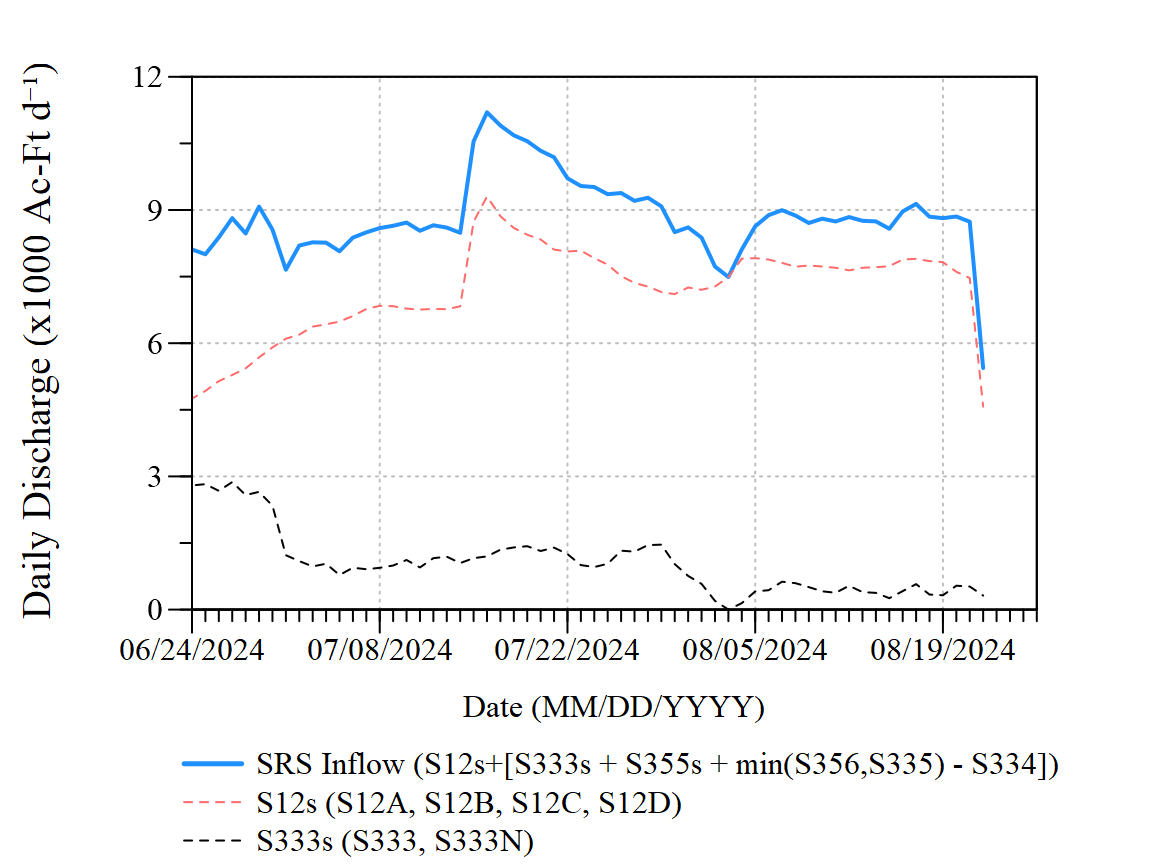 Daily Discharge (x1000 Ac-Ft d⁻¹)
12
9
6
3
0
06/24/2024 07/08/2024 07/22/2024 08/05/2024 08/19/2024
Date (MM/DD/YYYY)
SRS Inflow (S12s+[S333s + S355s + min(S356,S335) - S334])
S12s (S12A, S12B, S12C, S12D)
S333s (S333, S333N)